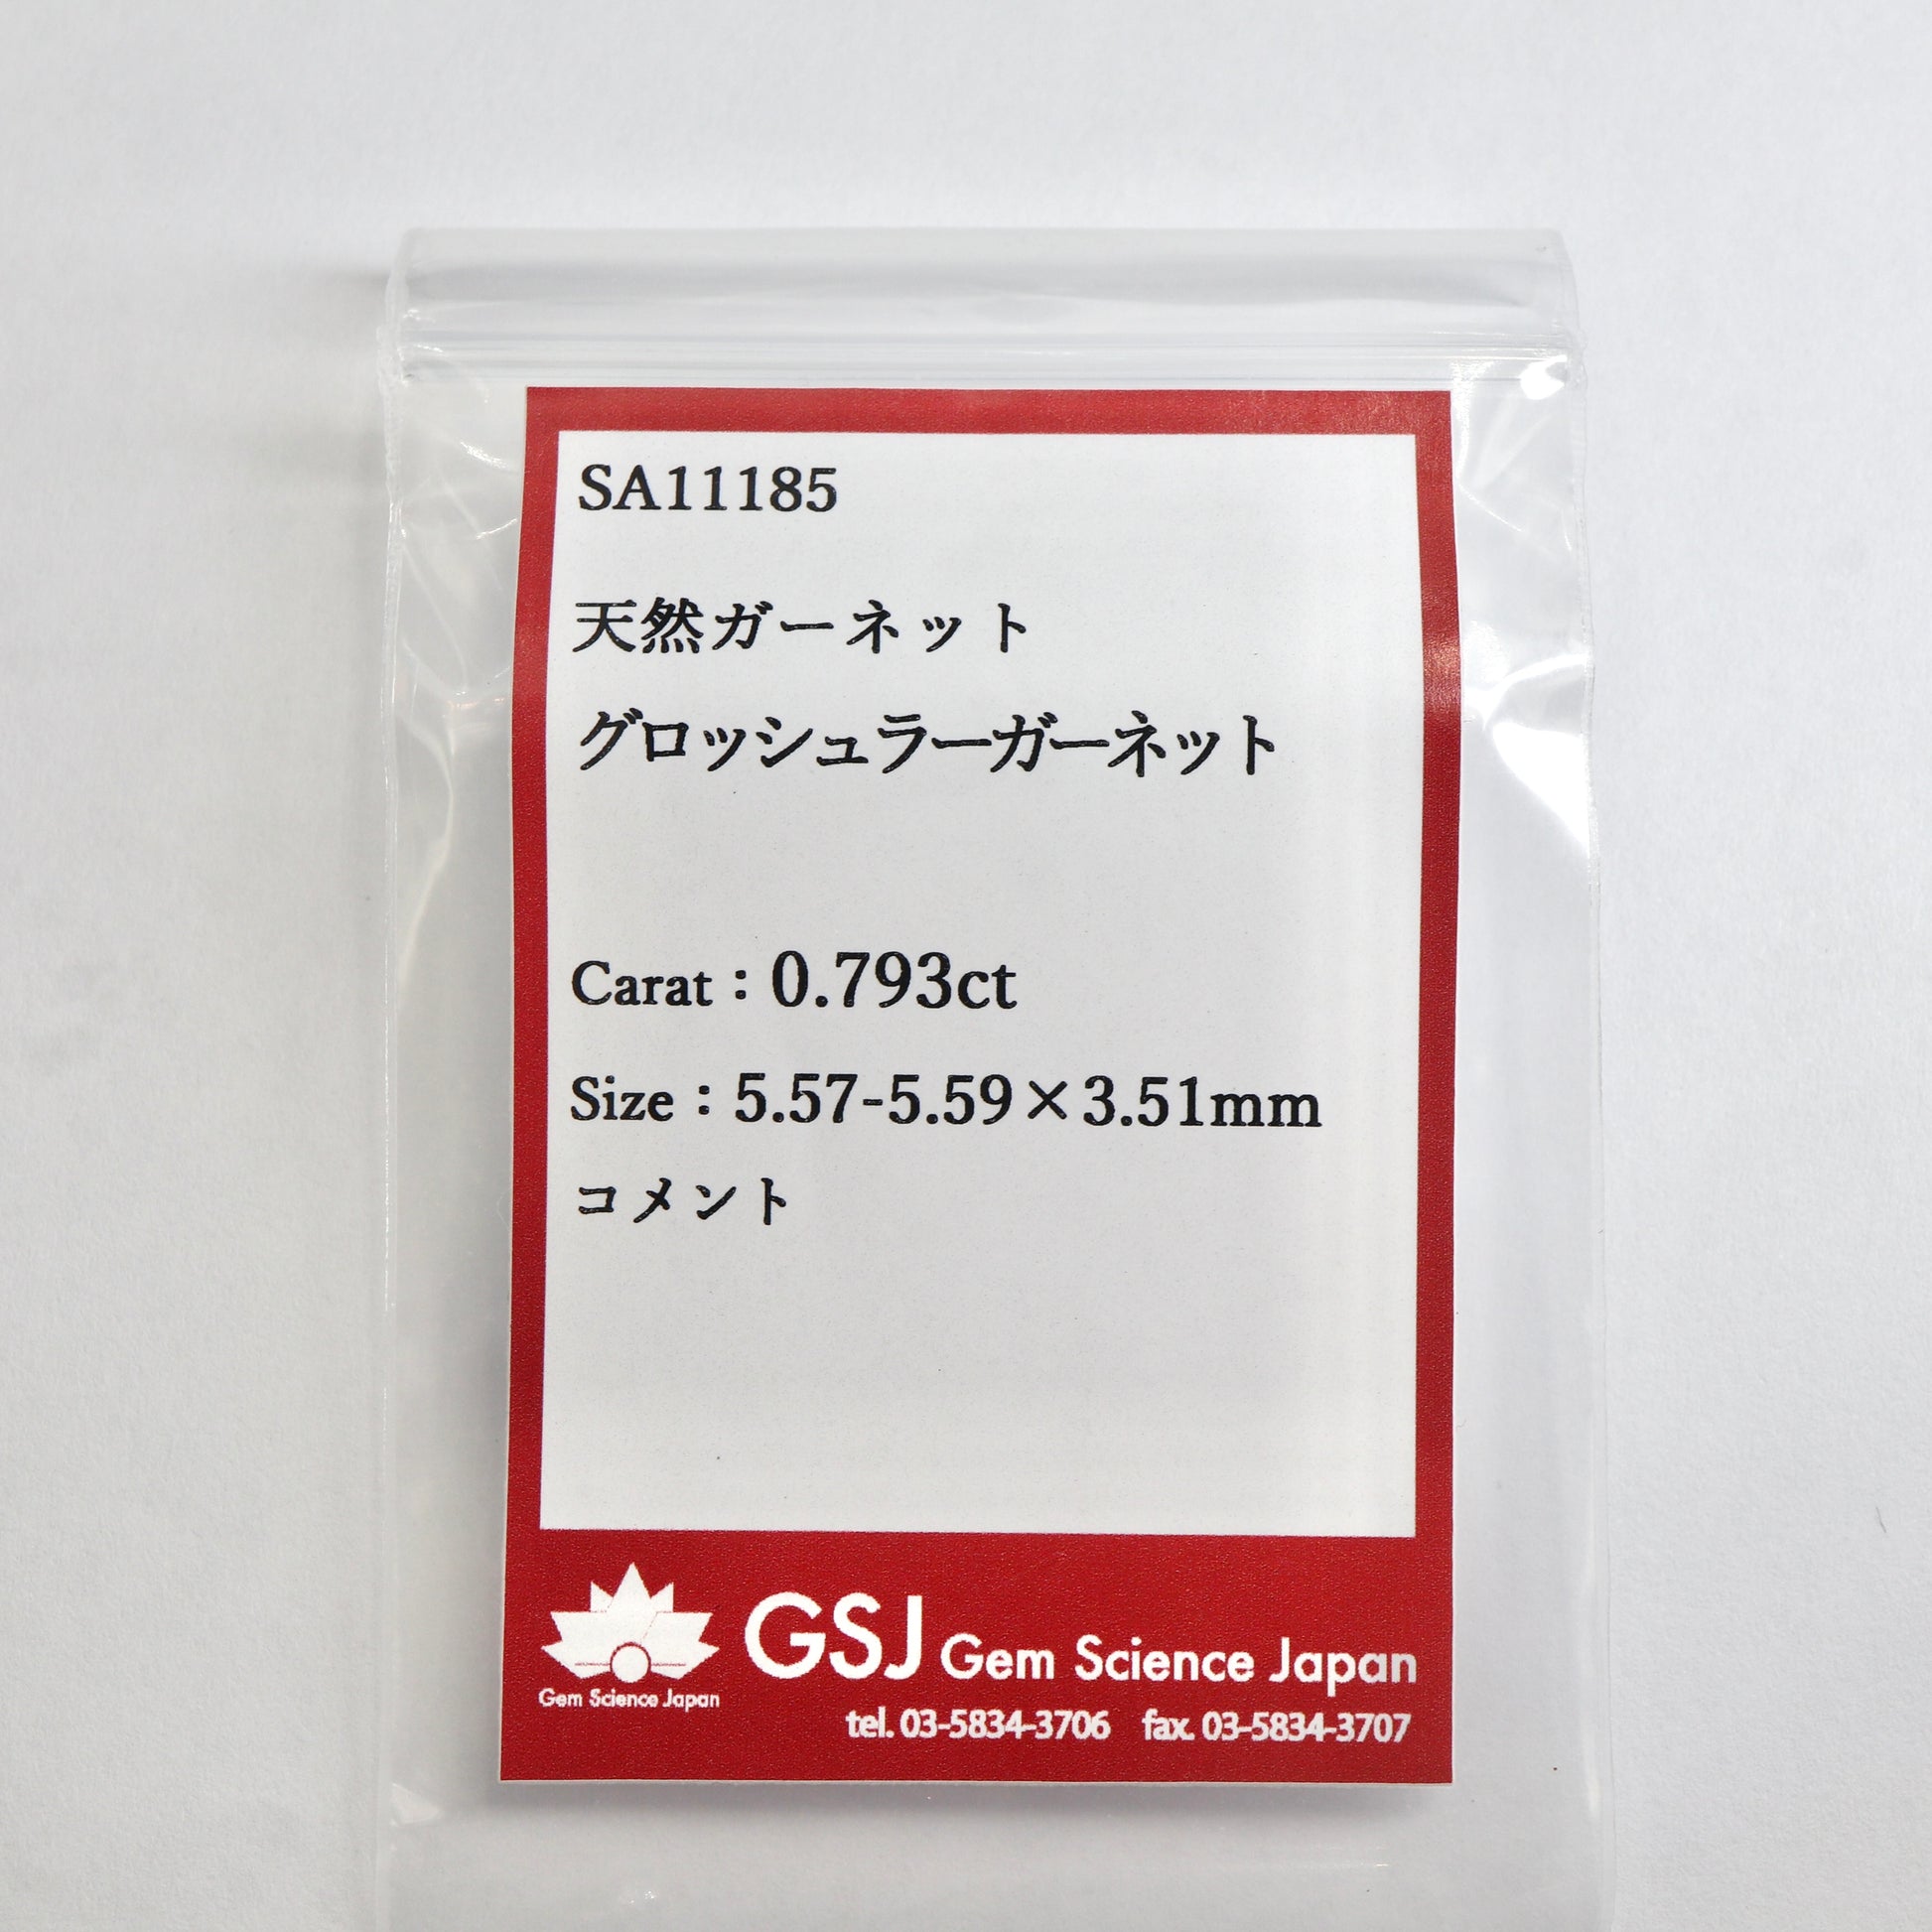 SA11185
天然ガーネット
グロッシュラーガーネット
Carat：0.793ct
Size：5.57-5.59×3.51mm
コメント
GSJ Gem Science Japan
Gem Science Japan
tel. 03-5834-3706 fax. 03-5834-3707